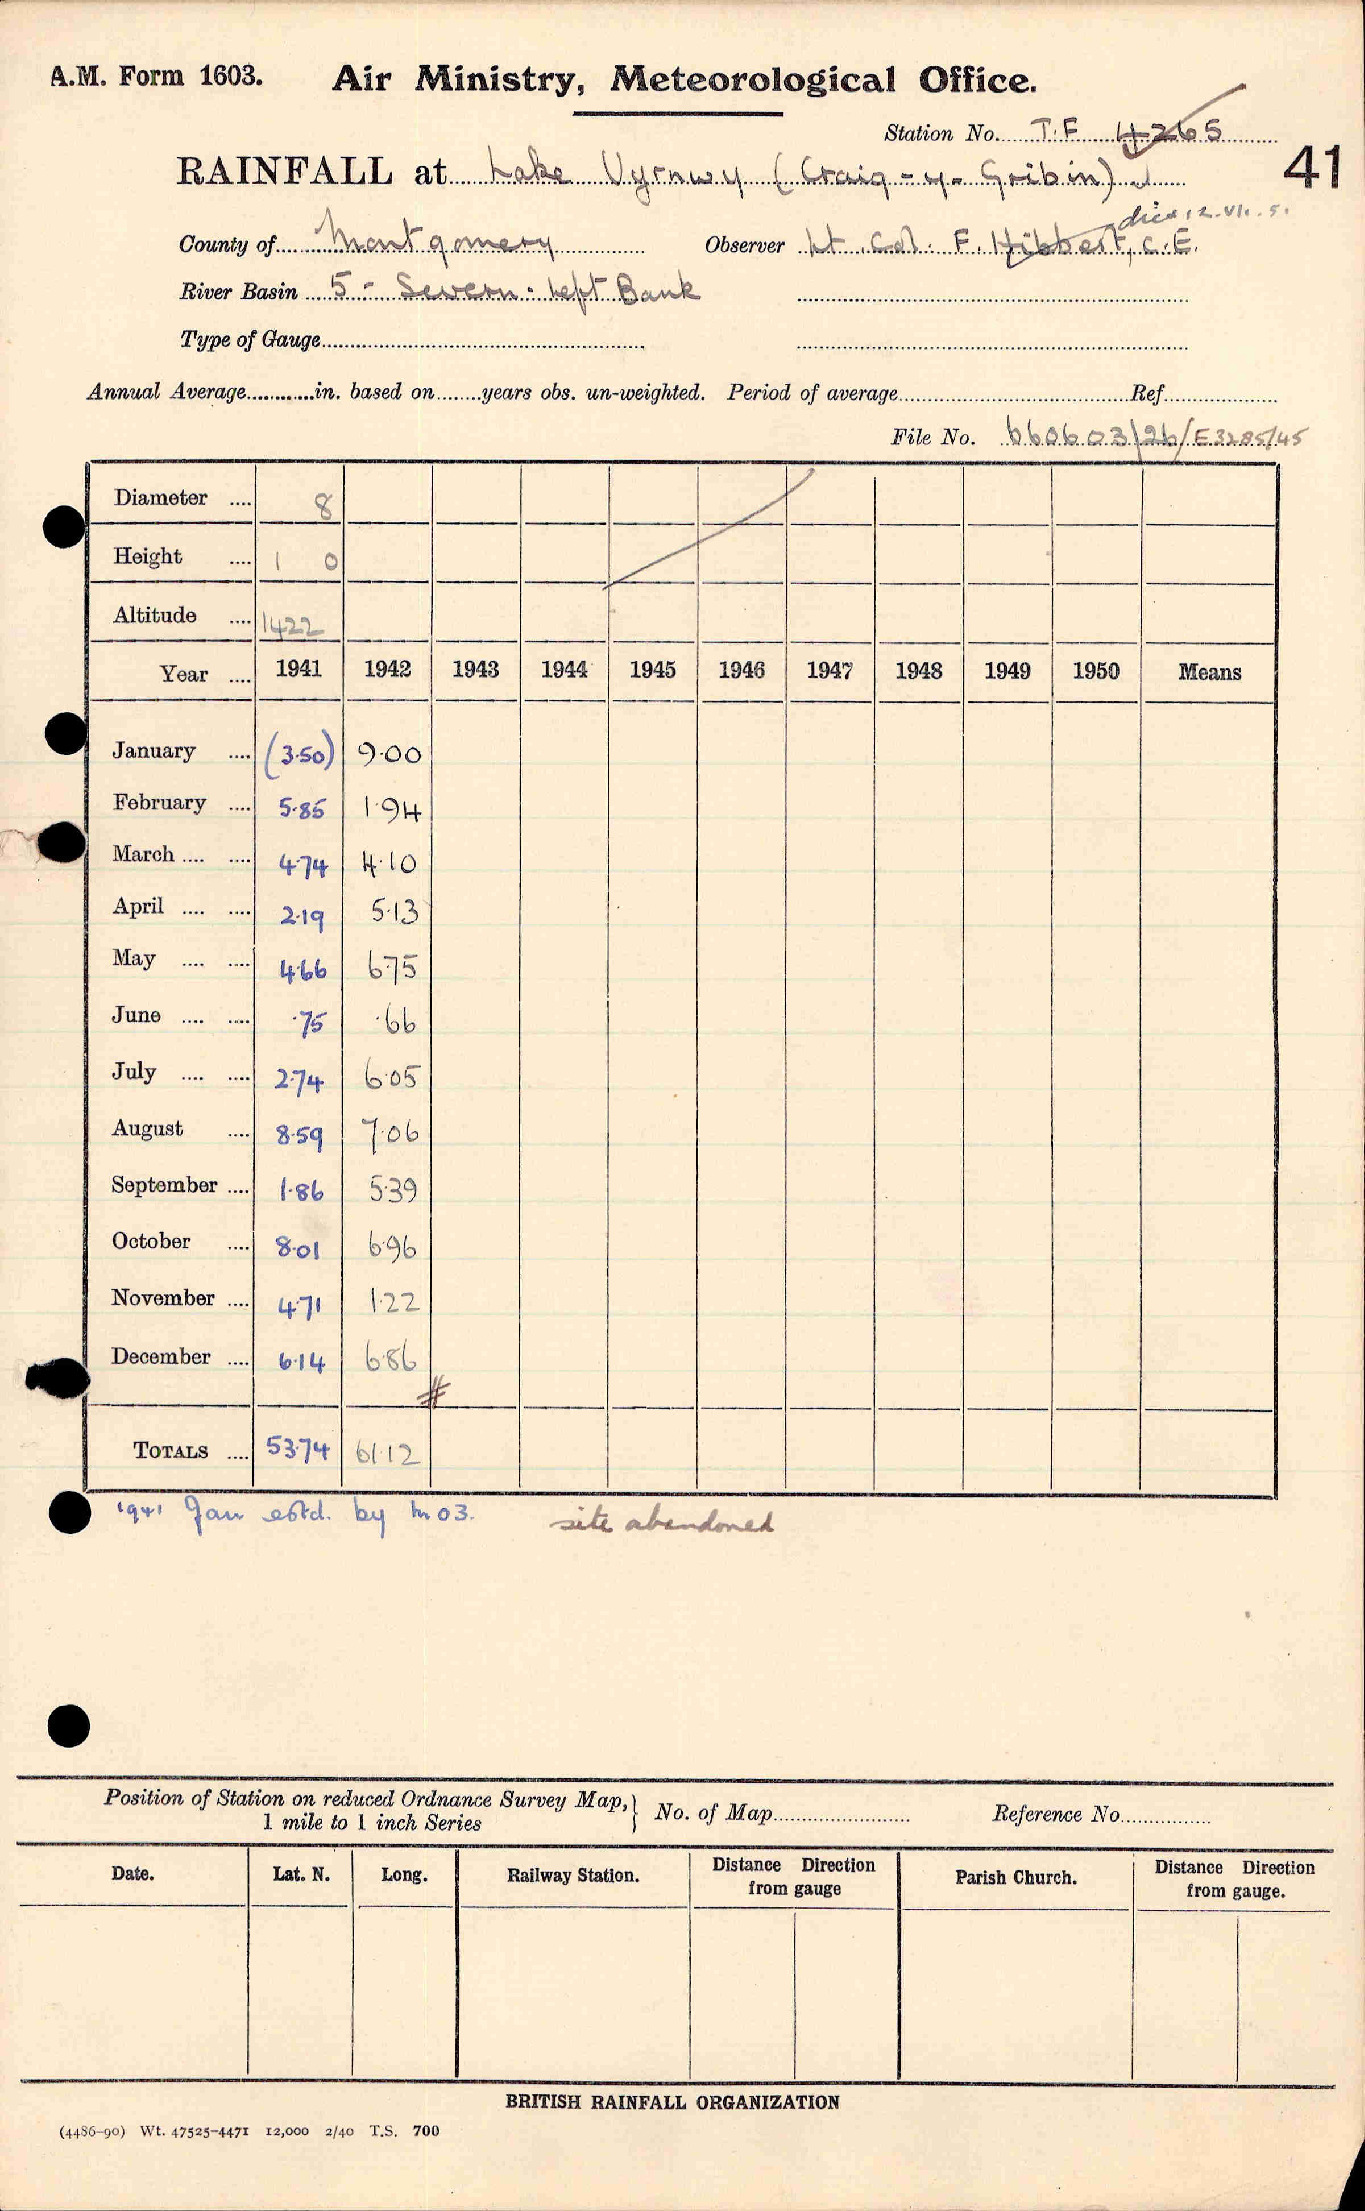 A.M. Form 1603. Air Ministry, Meteorological Office.
Station No. T.F 4265
41
RAINFALL at Lake Vyrnwy (Craig-y-Gribin)
died 12.VI.5.
County of Montgomery Observer Lt. Col. F. Hibbert, C.E.
River Basin 5 - Severn - Left Bank
Type of Gauge
Annual Average in. based on years obs. un-weighted. Period of average Ref.
File No. 660603/26/E3285/45
Diameter .... 8
Height .... 1 0
Altitude .... 1422
Year .... 1941 1942 1943 1944 1945 1946 1947 1948 1949 1950 Means
January .... (3.50) 9.00
February .... 5.85 1.94
March .... .... 4.74 4.10
April .... .... 2.19 5.13
May .... .... 4.66 6.75
June .... .... .75 .66
July .... .... 2.74 6.05
August .... 8.59 7.06
September .... 1.86 5.39
October .... 8.01 6.96
November .... 4.71 1.22
December .... 6.14 6.86
#
TOTALS .... 53.74 61.12
1941 Jan estd. by M.O3. site abandoned
Position of Station on reduced Ordnance Survey Map,} No. of Map Reference No.
1 mile to 1 inch Series
Date. Lat. N. Long. Railway Station. Distance Direction from gauge Parish Church. Distance Direction from gauge.
BRITISH RAINFALL ORGANIZATION
(4486-90) Wt. 47525-4471 12,000 2/40 T.S. 700